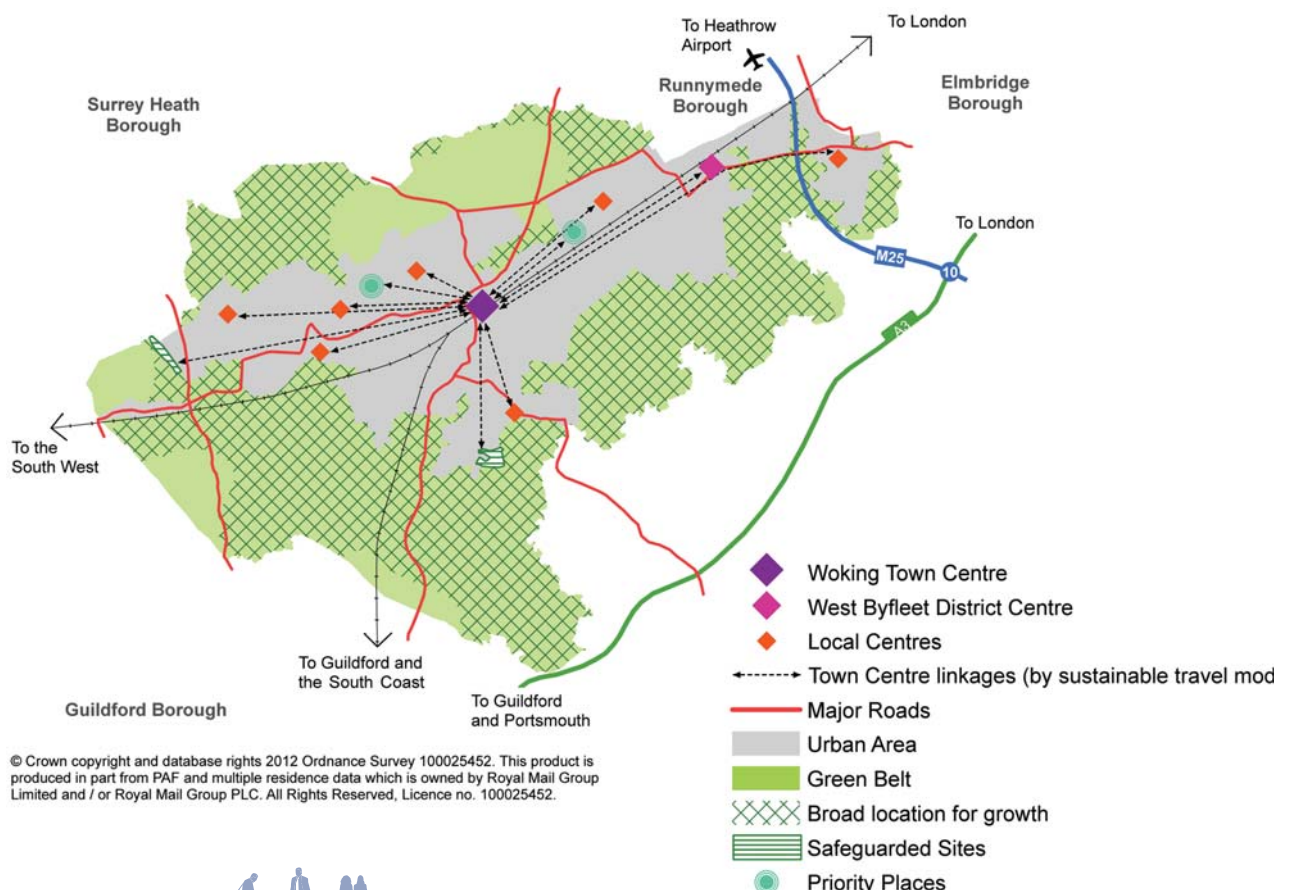 To Heathrow
Airport
To London
Surrey Heath
Borough
Runnymede
Borough
Elmbridge
Borough
To London
M25
10
A3
To the
South West
To Guildford and
the South Coast
To Guildford
and Portsmouth
Guildford Borough
Woking Town Centre
West Byfleet District Centre
Local Centres
Town Centre linkages (by sustainable travel mod
Major Roads
Urban Area
Green Belt
Broad location for growth
Safeguarded Sites
Priority Places
© Crown copyright and database rights 2012 Ordnance Survey 100025452. This product is
produced in part from PAF and multiple residence data which is owned by Royal Mail Group
Limited and / or Royal Mail Group PLC. All Rights Reserved, Licence no. 100025452.